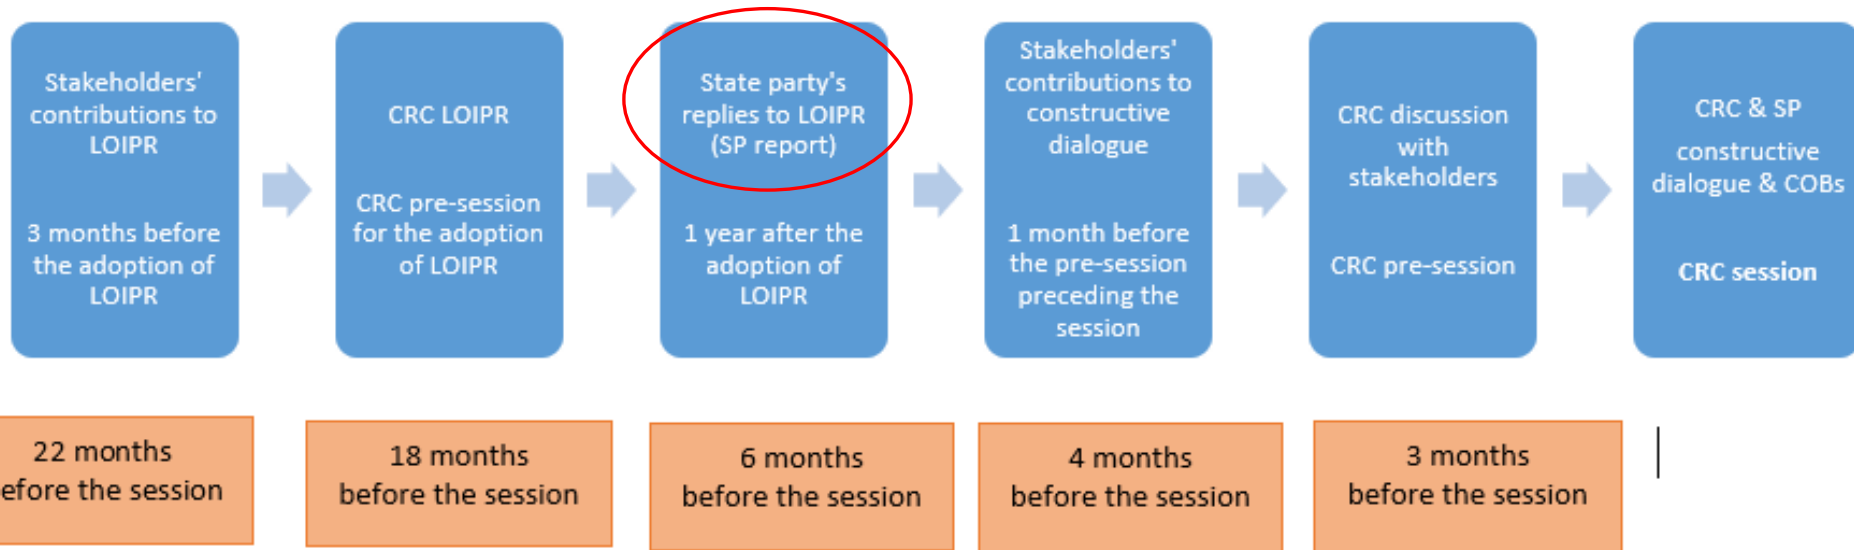 Stakeholders'
contributions to
LOIPR
3 months before
the adoption of
LOIPR
CRC LOIPR
CRC pre-session
for the adoption
of LOIPR
State party's
replies to LOIPR
(SP report)
1 year after the
adoption of
LOIPR
Stakeholders'
contributions to
constructive
dialogue
1 month before
the pre-session
preceding the
session
CRC discussion
with
stakeholders
CRC pre-session
CRC & SP
constructive
dialogue & COBs
CRC session
22 months
efore the session
18 months
before the session
6 months
before the session
4 months
before the session
3 months
before the session